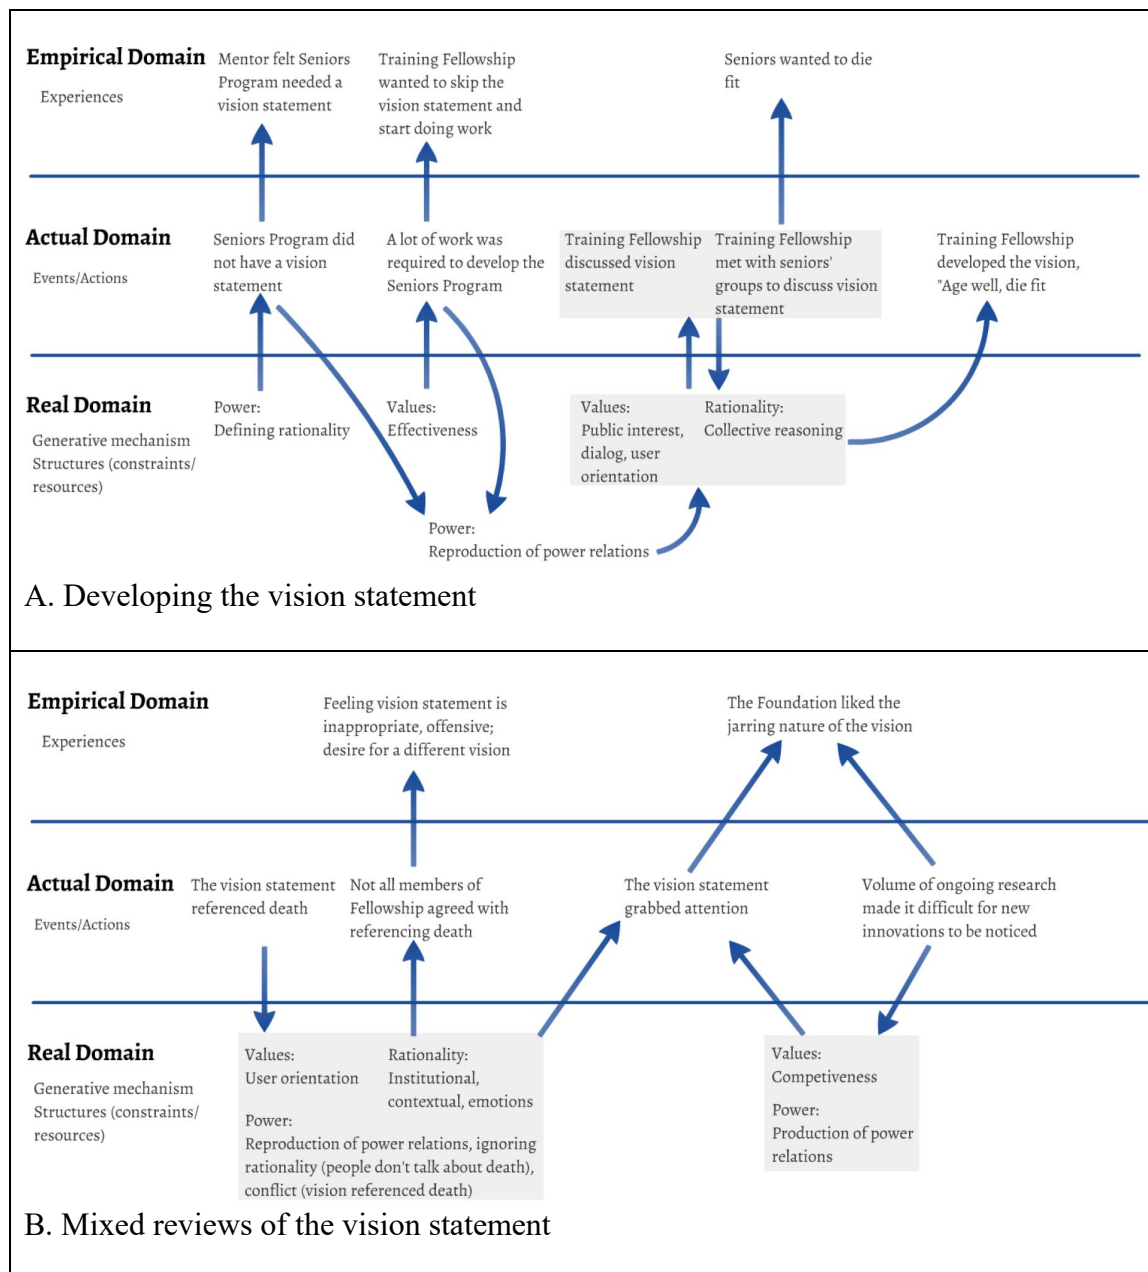 Empirical Domain
Experiences
Mentor felt Seniors
Program needed a
vision statement
Training Fellowship
wanted to skip the
vision statement and
start doing work
Seniors wanted to die
fit
Actual Domain
Events/Actions
Seniors Program did
not have a vision
statement
A lot of work was
required to develop the
Seniors Program
Training Fellowship
discussed vision
statement
Training Fellowship
met with seniors'
groups to discuss vision
statement
Training Fellowship
developed the vision,
"Age well, die fit
Real Domain
Generative mechanism
Structures (constraints/
resources)
Power:
Defining rationality
Values:
Effectiveness
Values:
Public interest,
dialog, user
orientation
Rationality:
Collective reasoning
Power:
Reproduction of power relations
A. Developing the vision statement
Empirical Domain
Experiences
Feeling vision statement is
inappropriate, offensive;
desire for a different vision
The Foundation liked the
jarring nature of the vision
Actual Domain
Events/Actions
The vision statement
referenced death
Not all members of
Fellowship agreed with
referencing death
The vision statement
grabbed attention
Volume of ongoing research
made it difficult for new
innovations to be noticed
Real Domain
Generative mechanism
Structures (constraints/
resources)
Values:
User orientation
Rationality:
Institutional,
contextual, emotions
Power:
Reproduction of power relations, ignoring
rationality (people don't talk about death),
conflict (vision referenced death)
Values:
Competiveness
Power:
Production of power
relations
B. Mixed reviews of the vision statement